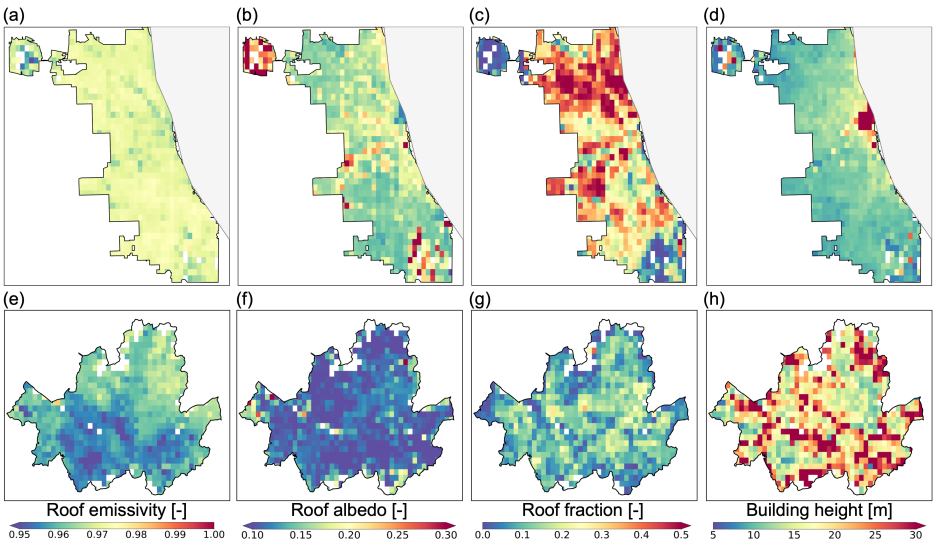 (a) (b) (c) (d)
(e) (f) (g) (h)
Roof emissivity [-] Roof albedo [-] Roof fraction [-] Building height [m]
0.95 0.96 0.97 0.98 0.99 1.00 0.10 0.15 0.20 0.25 0.30 0.0 0.1 0.2 0.3 0.4 0.5 5 10 15 20 25 30